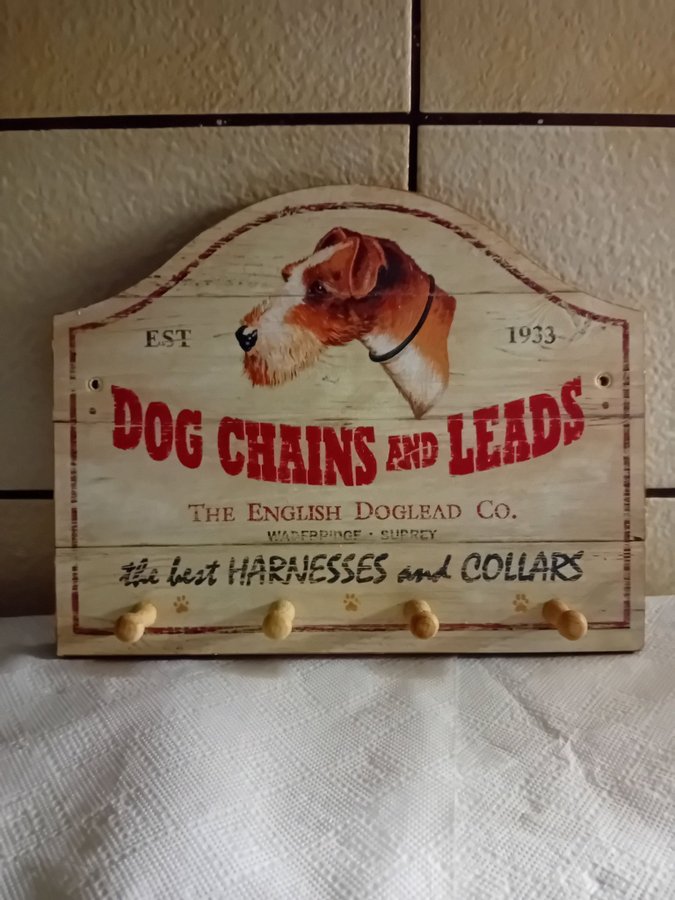 EST 1933
DOG CHAINS AND LEADS
THE ENGLISH DOGLEAD CO.
WADEBRIDGE · SURREY
the best HARNESSES and COLLARS